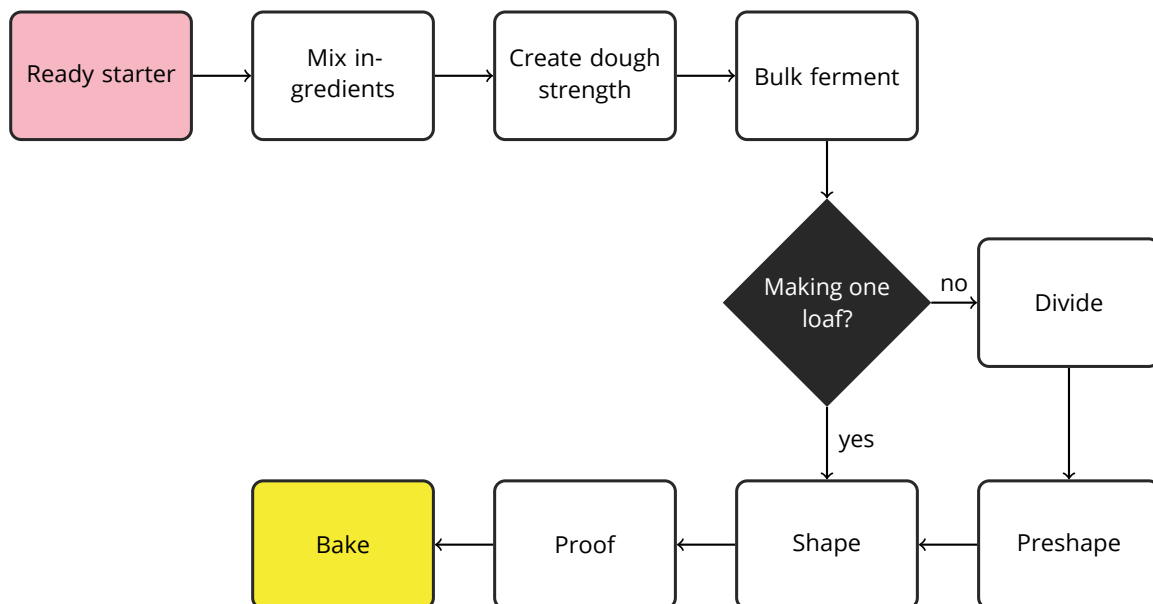 Ready starter
Mix in-
gredients
Create dough
strength
Bulk ferment
Making one
loaf?
no
Divide
yes
Bake
Proof
Shape
Preshape